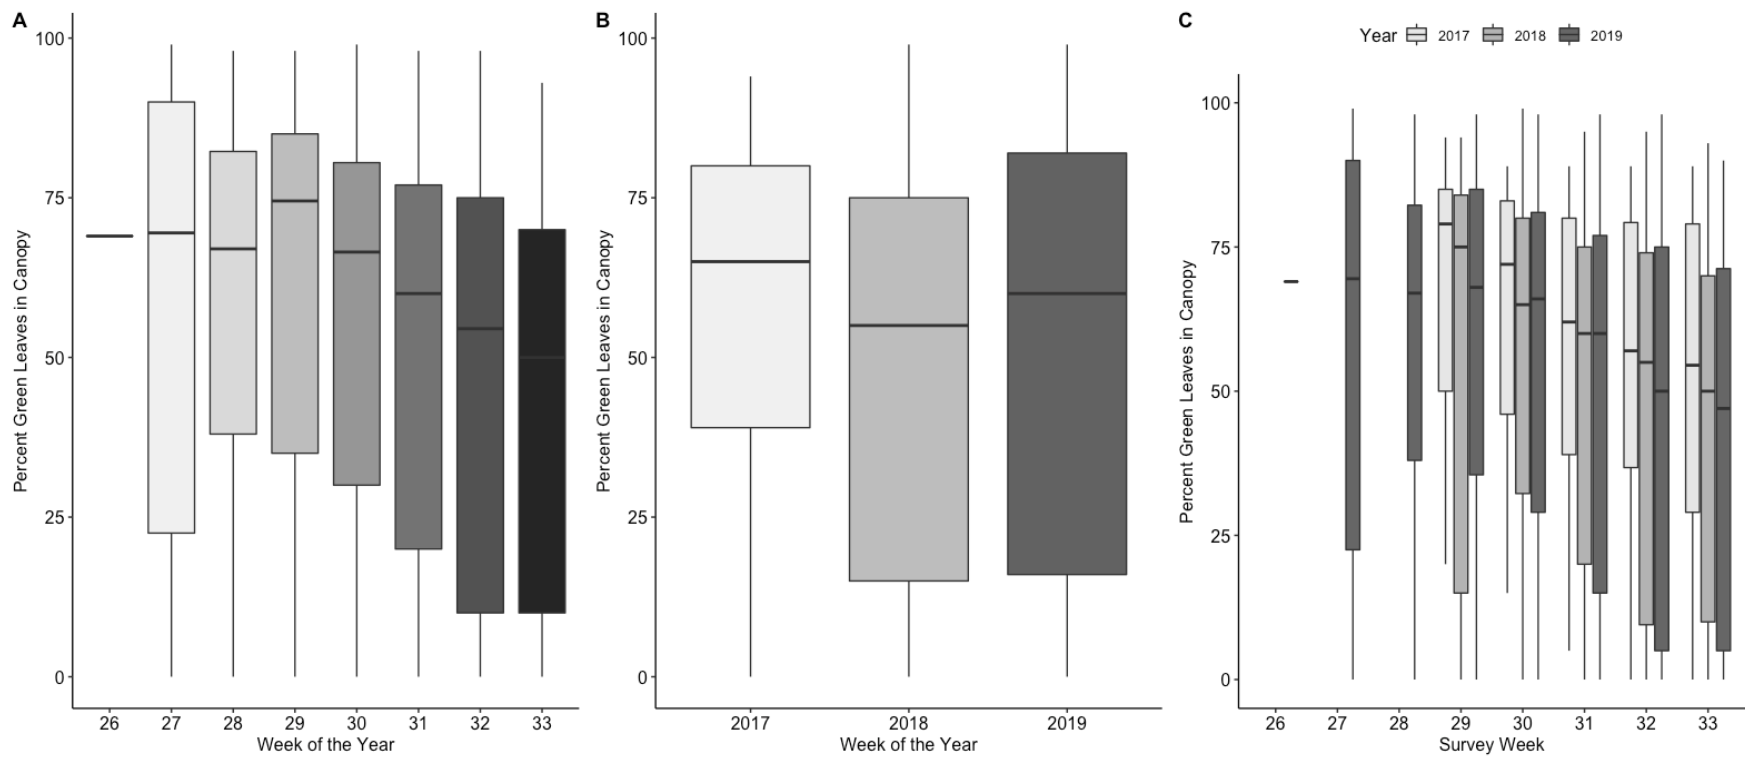 A
Percent Green Leaves in Canopy
100
75
50
25
0
26 27 28 29 30 31 32 33
Week of the Year
B
Percent Green Leaves in Canopy
100
75
50
25
0
2017 2018 2019
Week of the Year
C
Year 2017 2018 2019
Percent Green Leaves in Canopy
100
75
50
25
0
26 27 28 29 30 31 32 33
Survey Week